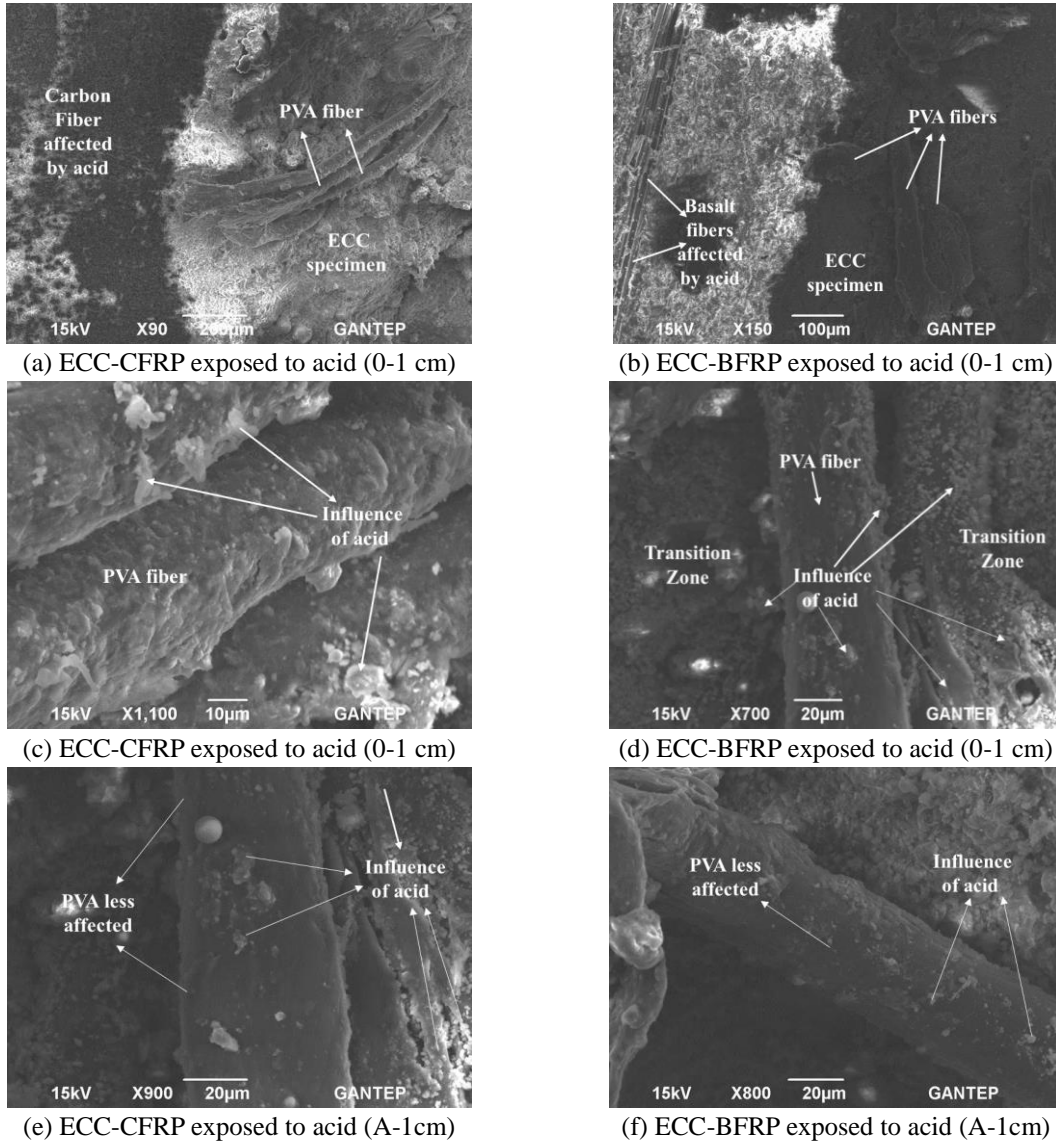 Carbon
Fiber
affected
by acid
PVA fiber
ECC
specimen
15kV X90 200µm GANTEP
(a) ECC-CFRP exposed to acid (0-1 cm)
PVA fibers
Basalt
fibers
affected
by acid
ECC
specimen
15kV X150 100µm GANTEP
(b) ECC-BFRP exposed to acid (0-1 cm)
Influence
of acid
PVA fiber
15kV X1,100 10µm GANTEP
(c) ECC-CFRP exposed to acid (0-1 cm)
PVA fiber
Transition
Zone
Transition
Zone
Influence
of acid
15kV X700 20µm GANTEP
(d) ECC-BFRP exposed to acid (0-1 cm)
PVA less
affected
Influence
of acid
15kV X900 20µm GANTEP
(e) ECC-CFRP exposed to acid (A-1cm)
PVA less
affected
Influence
of acid
15kV X800 20µm GANTEP
(f) ECC-BFRP exposed to acid (A-1cm)